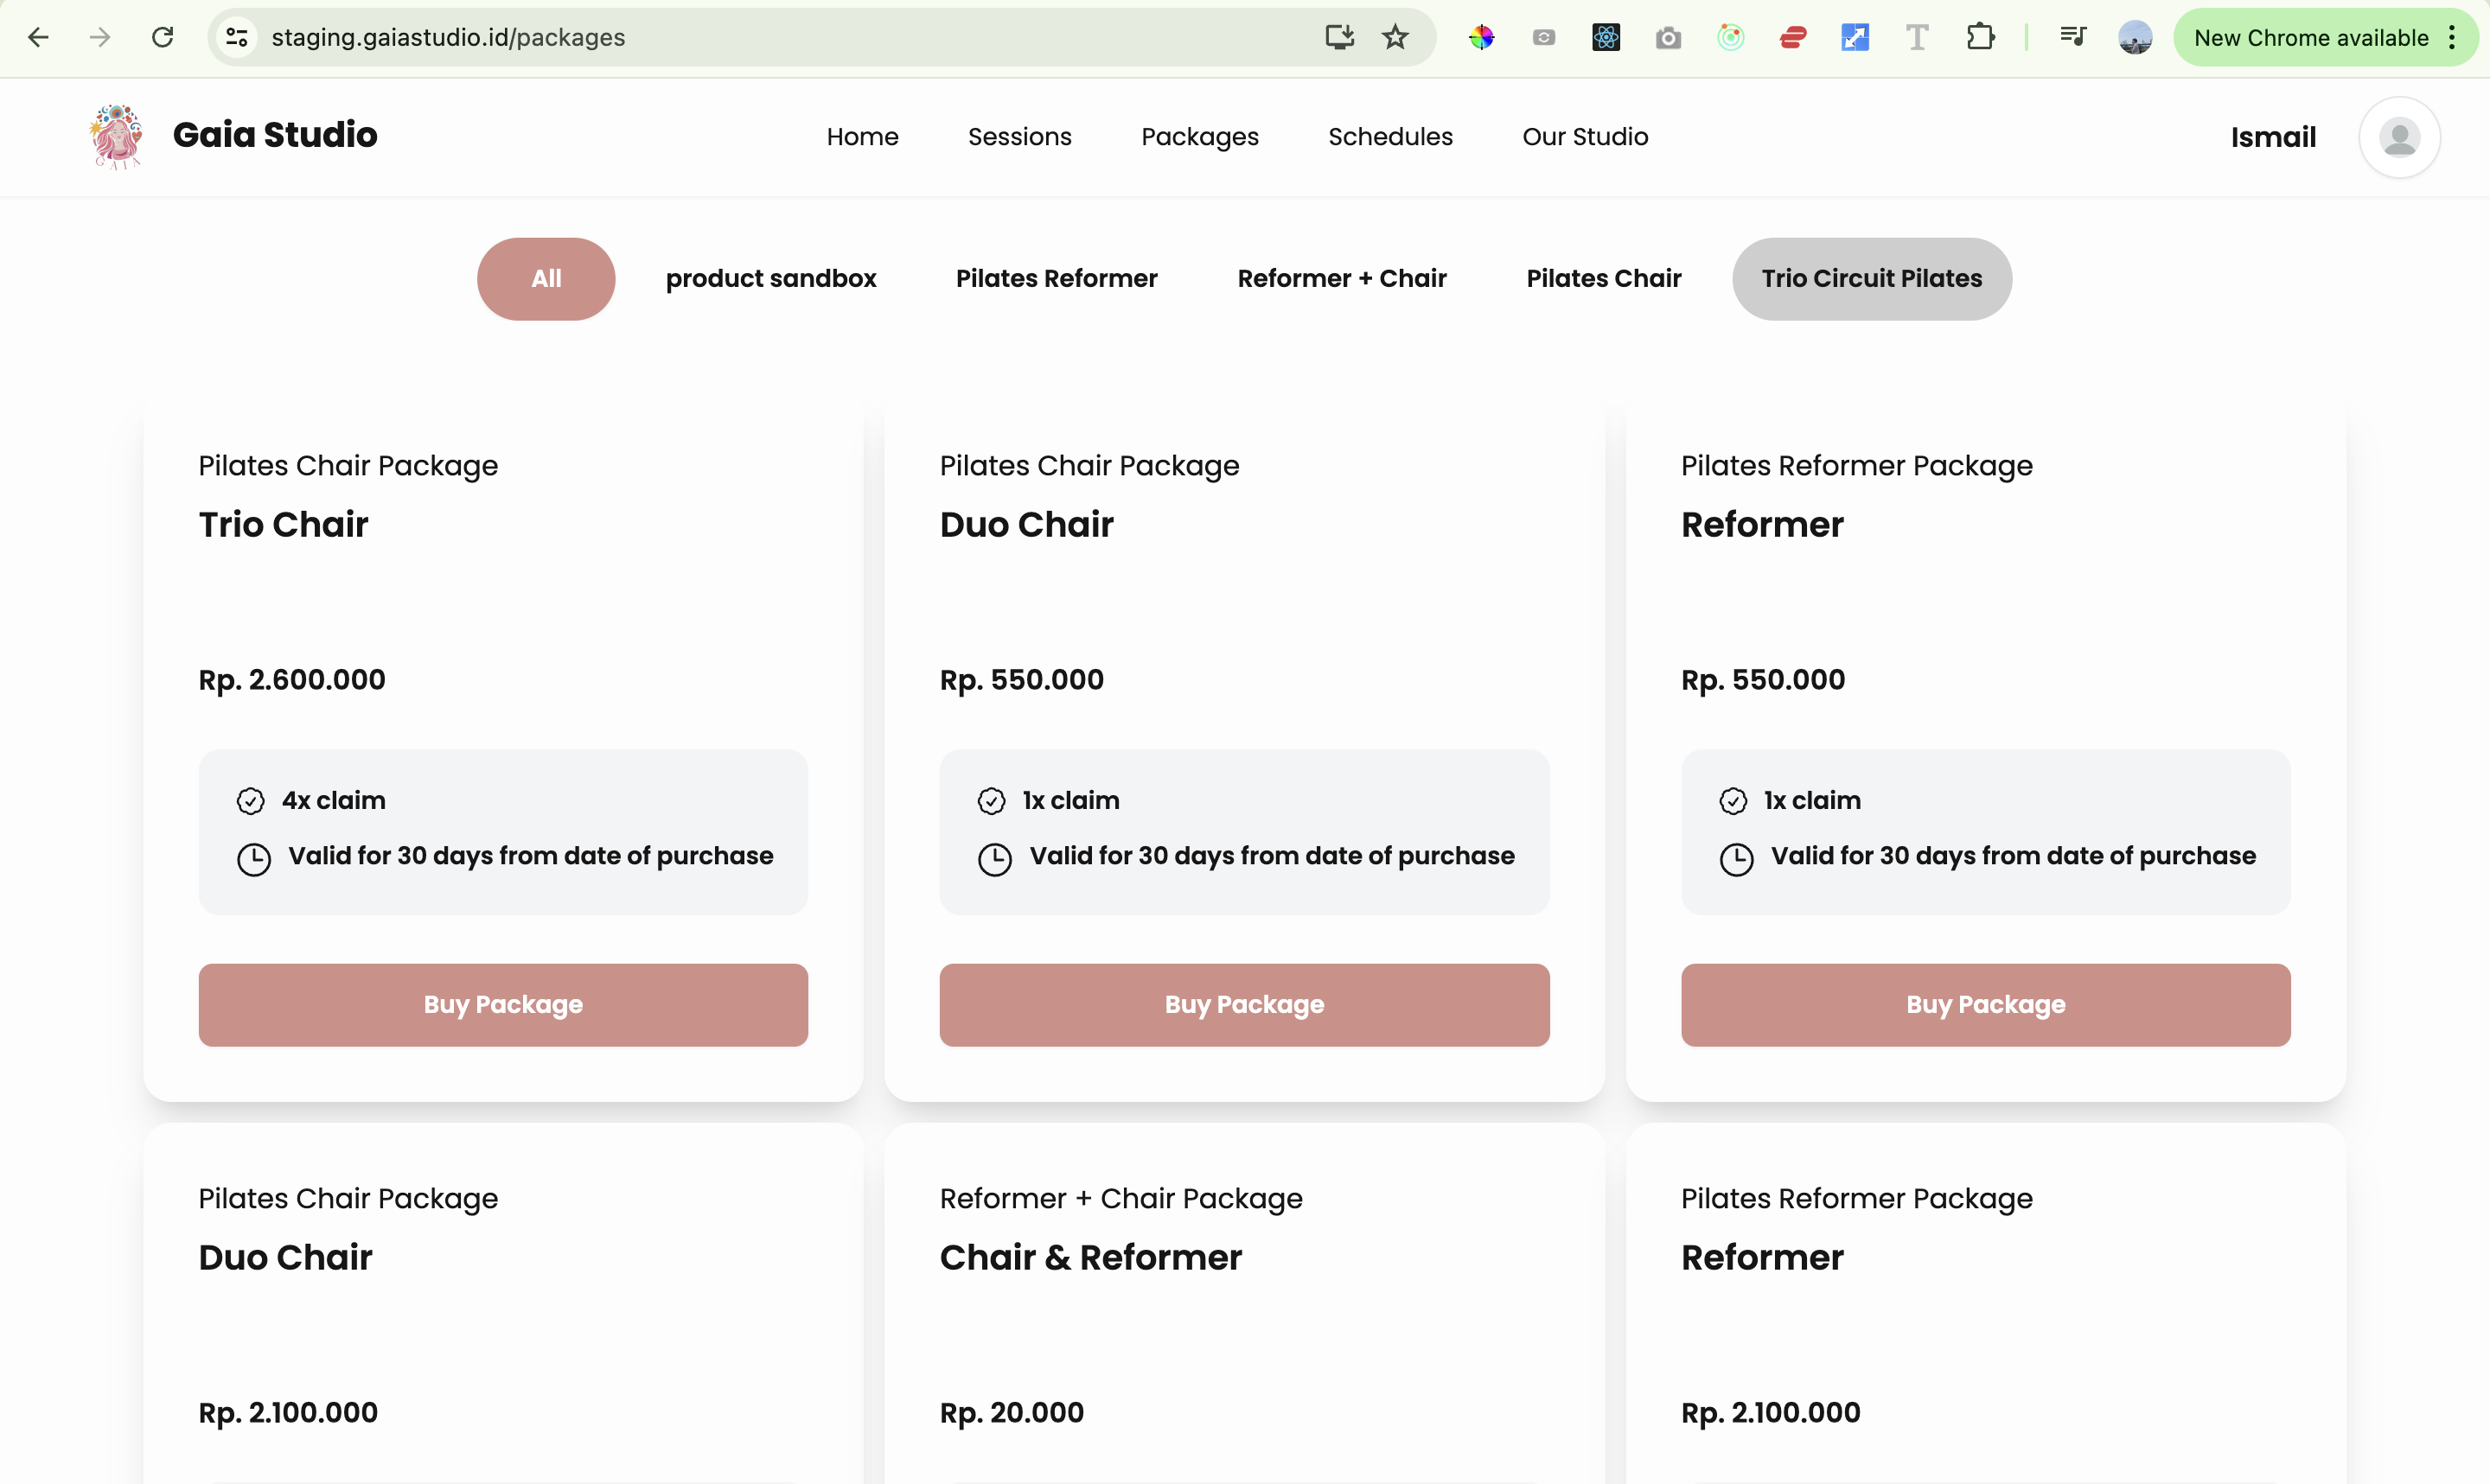 staging.gaiastudio.id/packages
New Chrome available
GAIA
Gaia Studio
Home
Sessions
Packages
Schedules
Our Studio
Ismail
All
product sandbox
Pilates Reformer
Reformer + Chair
Pilates Chair
Trio Circuit Pilates
Pilates Chair Package
Trio Chair
Rp. 2.600.000
4x claim
Valid for 30 days from date of purchase
Buy Package
Pilates Chair Package
Duo Chair
Rp. 550.000
1x claim
Valid for 30 days from date of purchase
Buy Package
Pilates Reformer Package
Reformer
Rp. 550.000
1x claim
Valid for 30 days from date of purchase
Buy Package
Pilates Chair Package
Duo Chair
Rp. 2.100.000
Reformer + Chair Package
Chair & Reformer
Rp. 20.000
Pilates Reformer Package
Reformer
Rp. 2.100.000